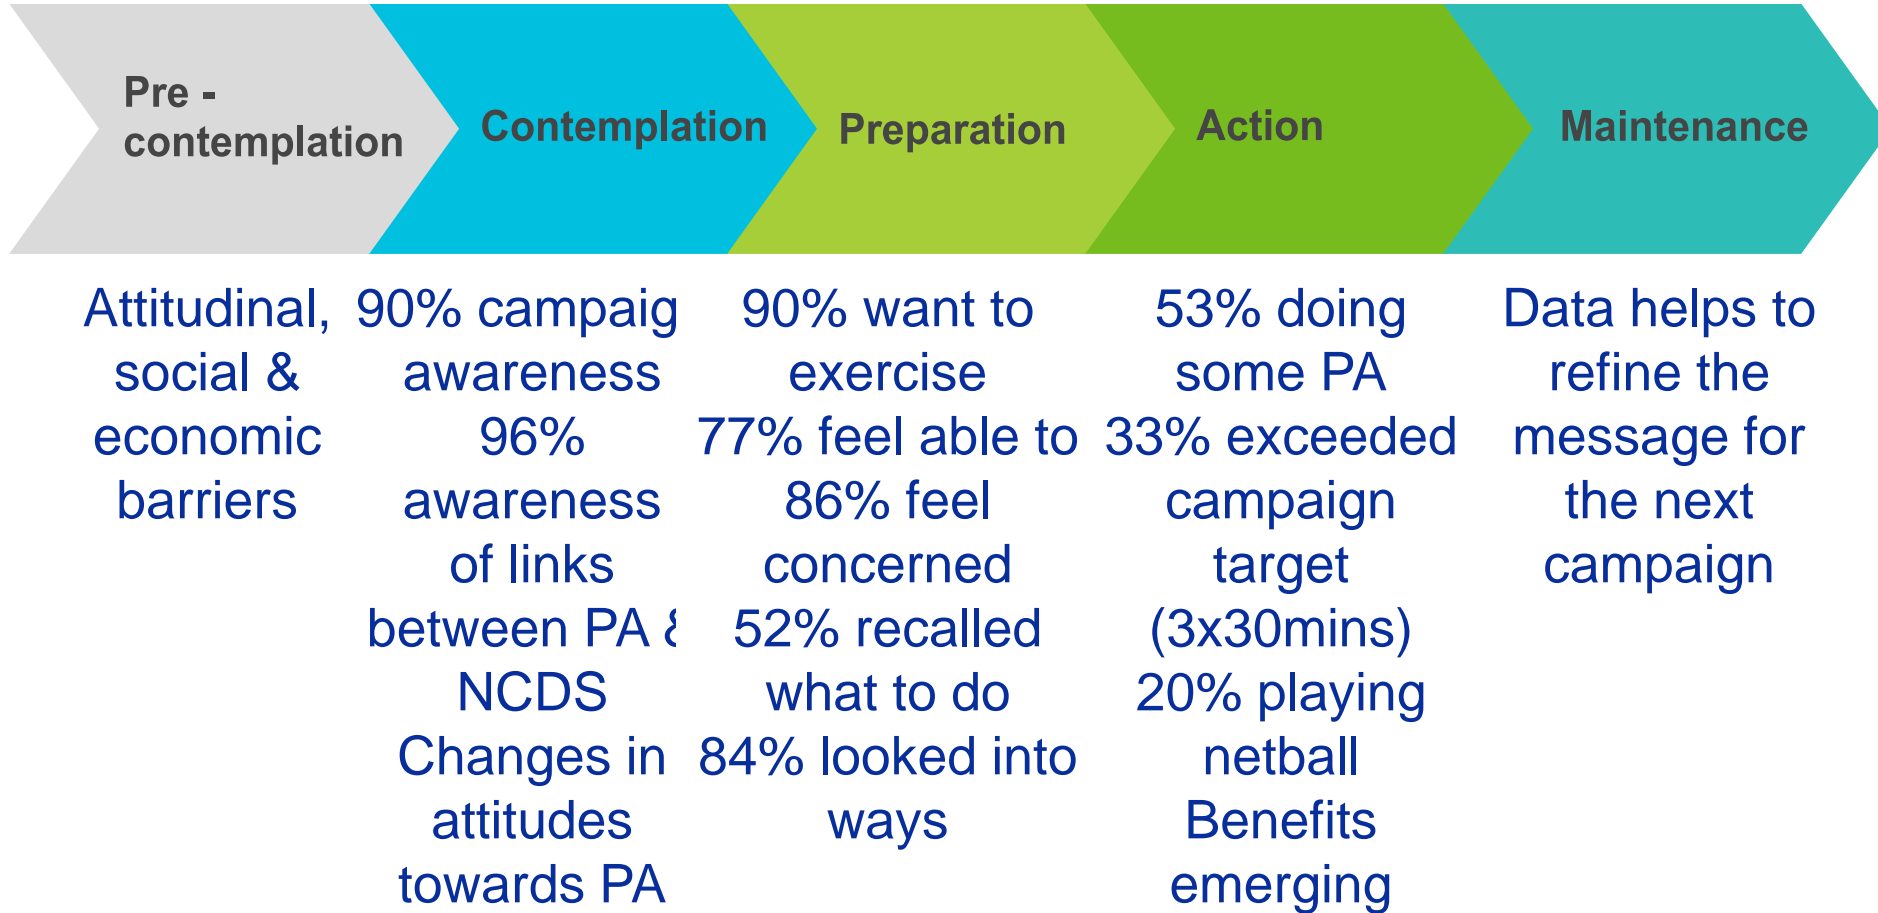 Pre -
contemplation
Contemplation
Preparation
Action
Maintenance
Attitudinal,
social &
economic
barriers
90% campaig
awareness
96%
awareness
of links
between PA &
NCDS
Changes in
attitudes
towards PA
90% want to
exercise
77% feel able to
86% feel
concerned
52% recalled
what to do
84% looked into
ways
53% doing
some PA
33% exceeded
campaign
target
(3x30mins)
20% playing
netball
Benefits
emerging
Data helps to
refine the
message for
the next
campaign